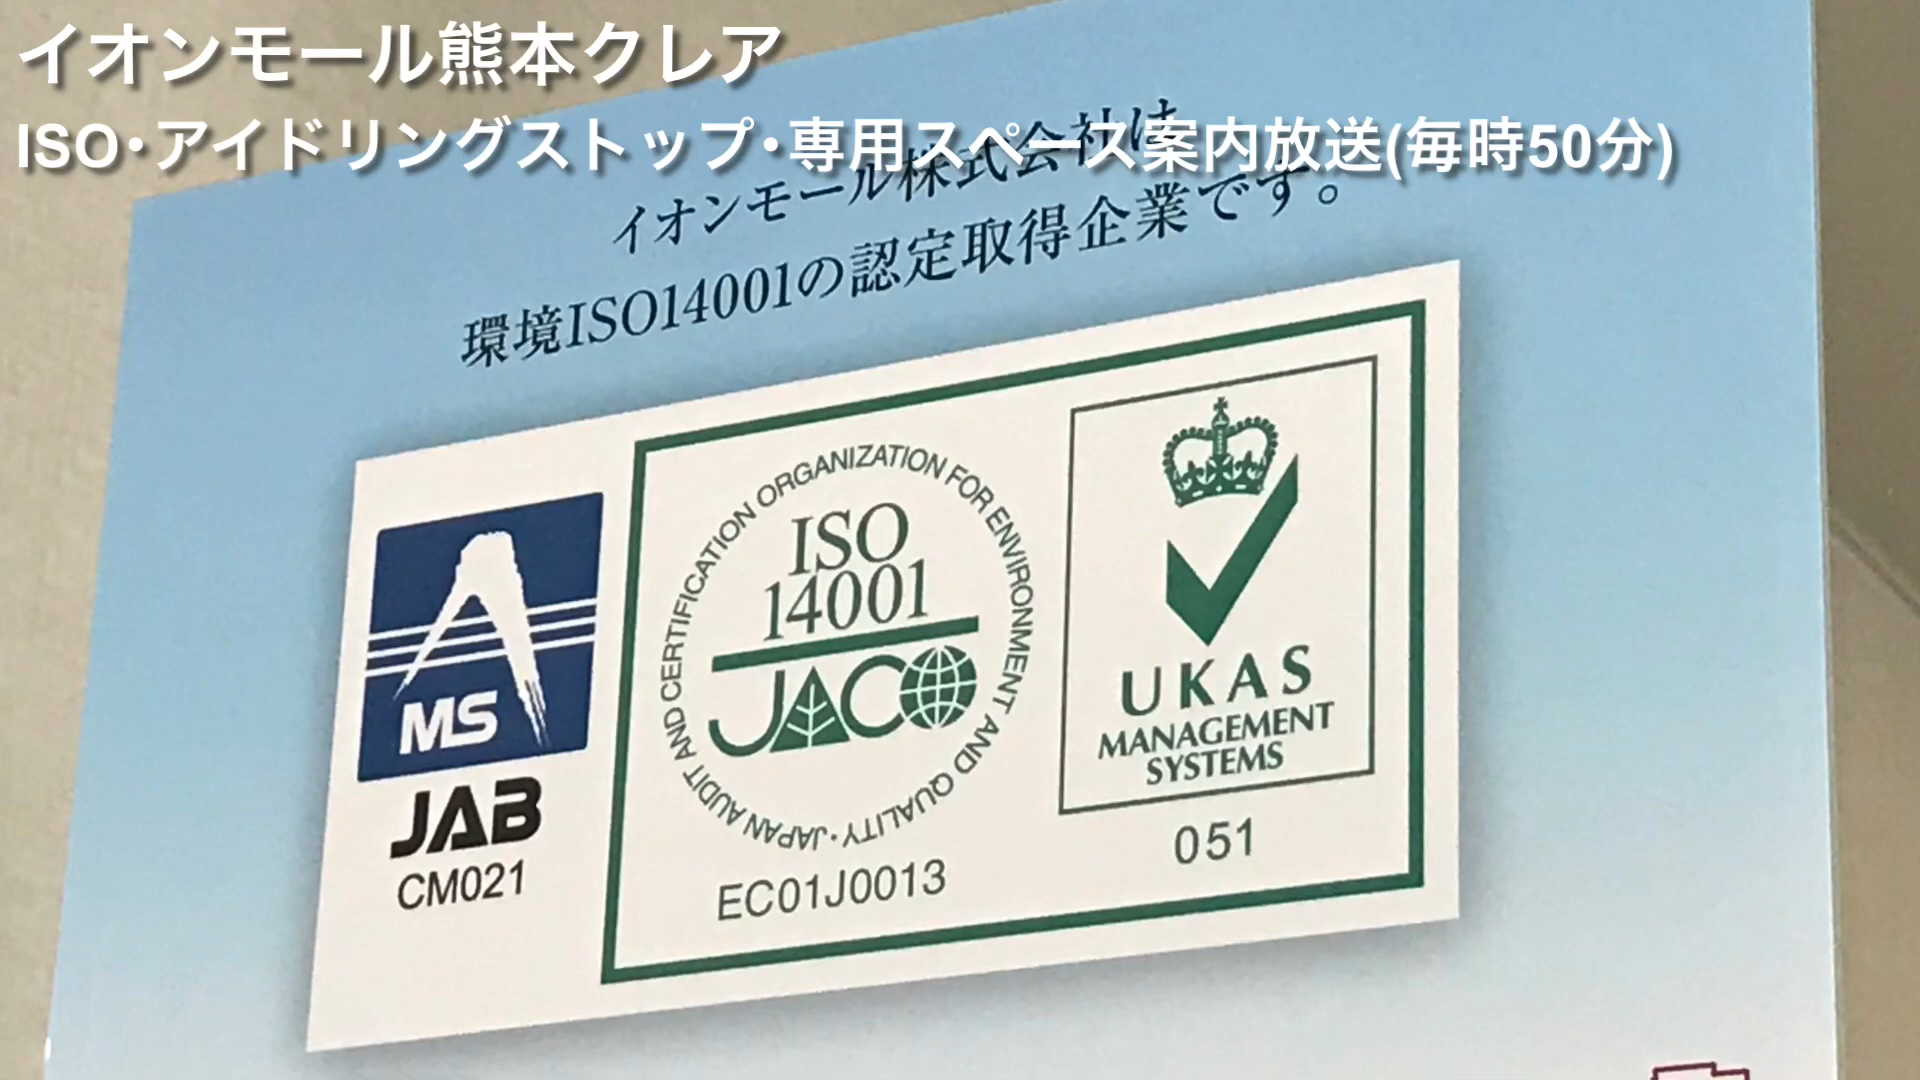 イオンモール熊本クレア
ISO・アイドリングストップ・専用スペース案内放送(毎時50分)
イオンモール株式会社は
環境ISO14001の認定取得企業です。
MS
JAB
CM021
JAPAN AUDIT AND CERTIFICATION ORGANIZATION FOR ENVIRONMENT AND QUALITY・
ISO
14001
JACO
EC01J0013
UKAS
MANAGEMENT
SYSTEMS
051